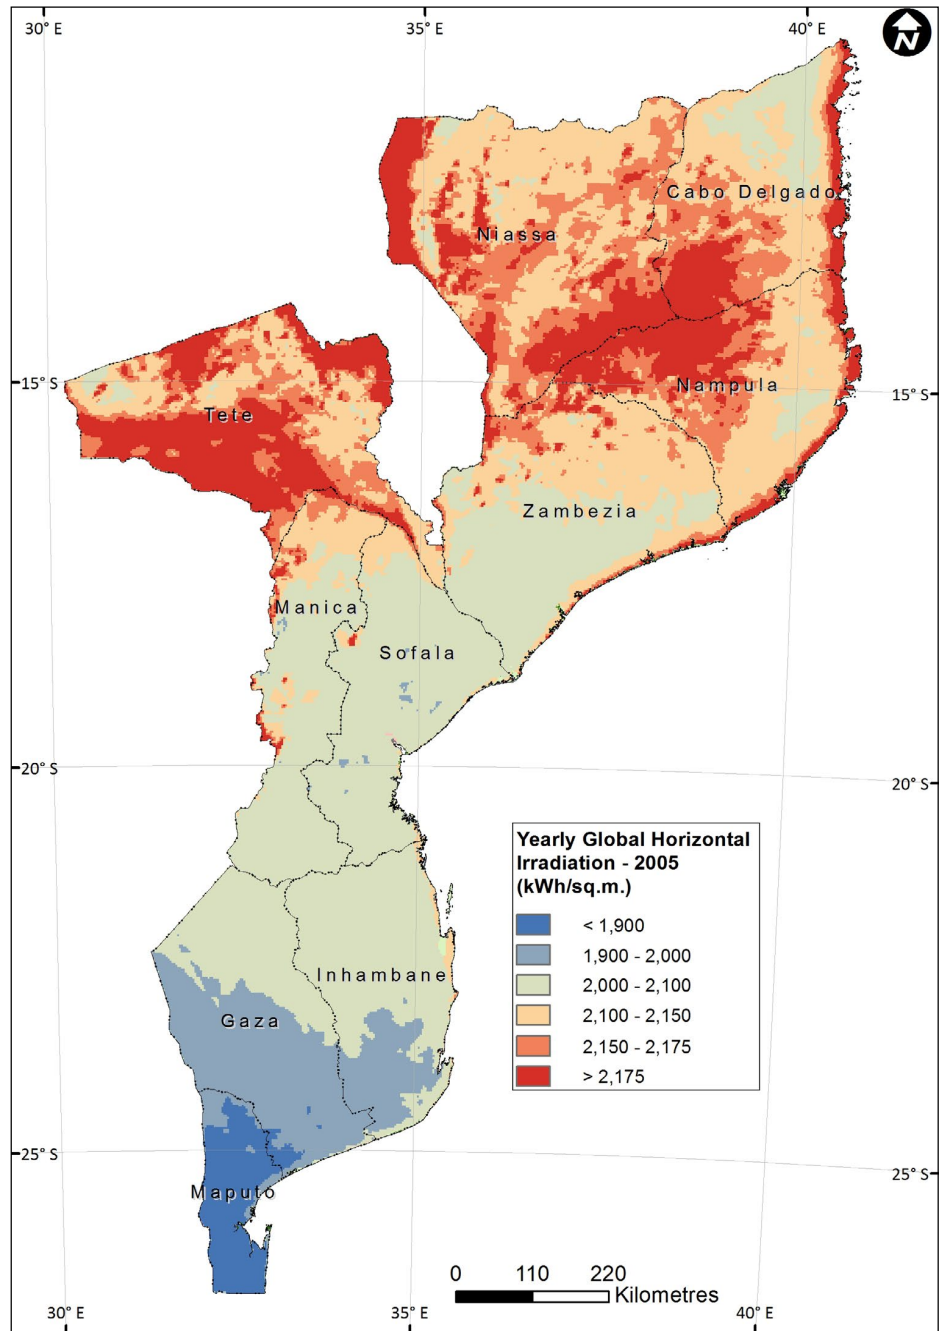 30° E
35° E
40° E
N
Cabo Delgado
Niassa
15° S
15° S
Nampula
Tete
Zambezia
Manica
Sofala
20° S
20° S
Yearly Global Horizontal
Irradiation - 2005
(kWh/sq.m.)
< 1,900
1,900 - 2,000
2,000 - 2,100
2,100 - 2,150
2,150 - 2,175
> 2,175
Inhambane
Gaza
25° S
25° S
Maputo
0 110 220
Kilometres
30° E
35° E
40° E